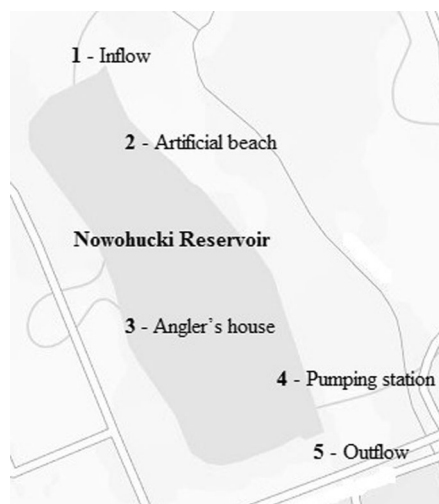 1 - Inflow
2 - Artificial beach
Nowohucki Reservoir
3 - Angler's house
4 - Pumping station
5 - Outflow